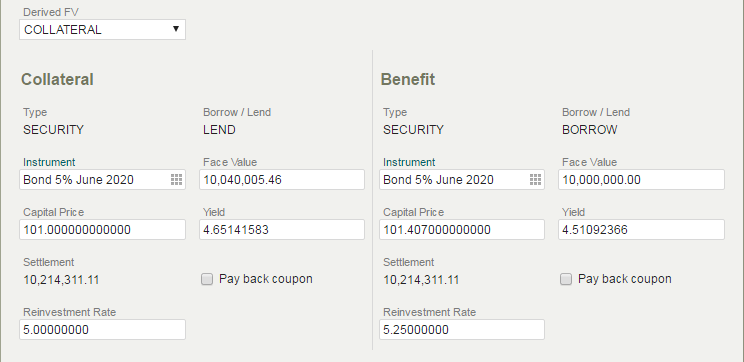 Derived FV
COLLATERAL
Collateral
Type
Borrow / Lend
SECURITY
LEND
Instrument
Face Value
Bond 5% June 2020
10,040,005.46
Capital Price
Yield
101.000000000000
4.65141583
Settlement
10,214,311.11
Pay back coupon
Reinvestment Rate
5.00000000
Benefit
Type
Borrow / Lend
SECURITY
BORROW
Instrument
Face Value
Bond 5% June 2020
10,000,000.00
Capital Price
Yield
101.407000000000
4.51092366
Settlement
10,214,311.11
Pay back coupon
Reinvestment Rate
5.25000000